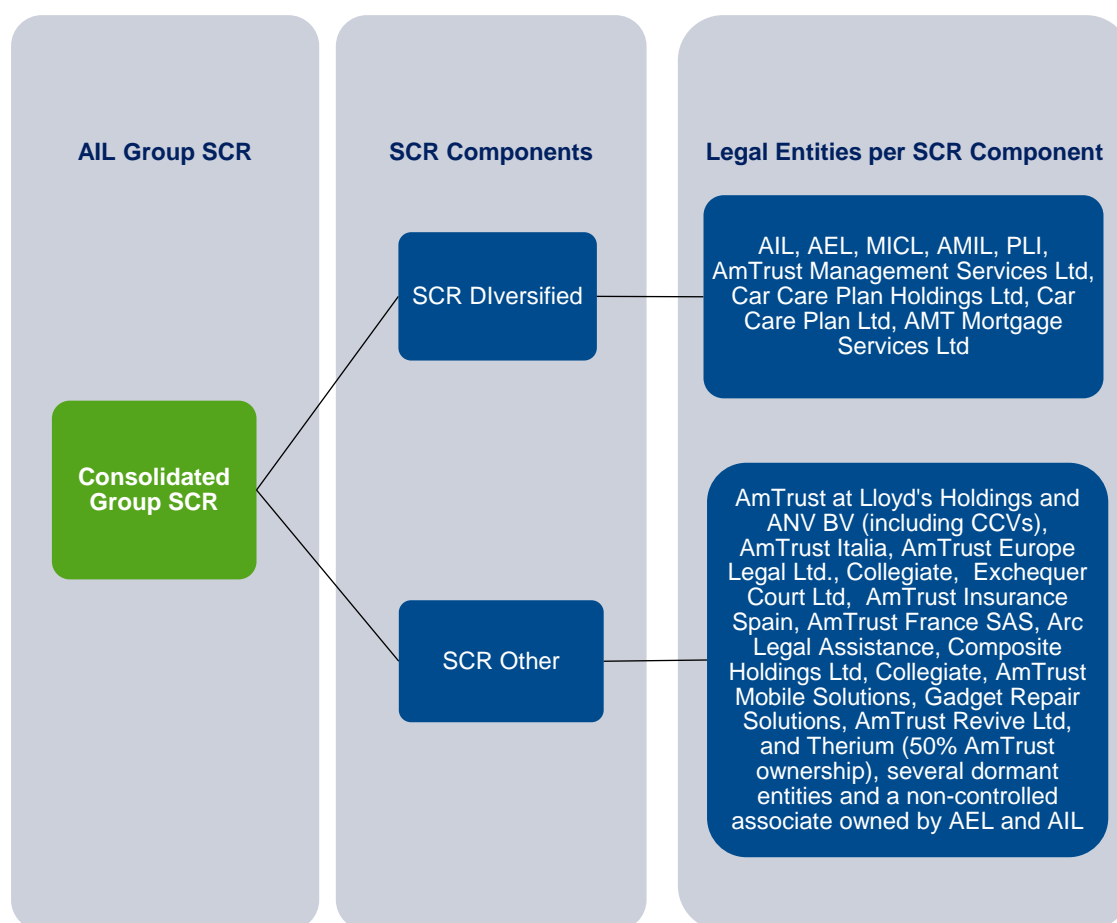 AIL Group SCR
SCR Components
Legal Entities per SCR Component
Consolidated
Group SCR
SCR DIversified
AIL, AEL, MICL, AMIL, PLI,
AmTrust Management Services Ltd,
Car Care Plan Holdings Ltd, Car
Care Plan Ltd, AMT Mortgage
Services Ltd
SCR Other
AmTrust at Lloyd's Holdings and
ANV BV (including CCVs),
AmTrust Italia, AmTrust Europe
Legal Ltd., Collegiate, Exchequer
Court Ltd, AmTrust Insurance
Spain, AmTrust France SAS, Arc
Legal Assistance, Composite
Holdings Ltd, Collegiate, AmTrust
Mobile Solutions, Gadget Repair
Solutions, AmTrust Revive Ltd,
and Therium (50% AmTrust
ownership), several dormant
entities and a non-controlled
associate owned by AEL and AIL